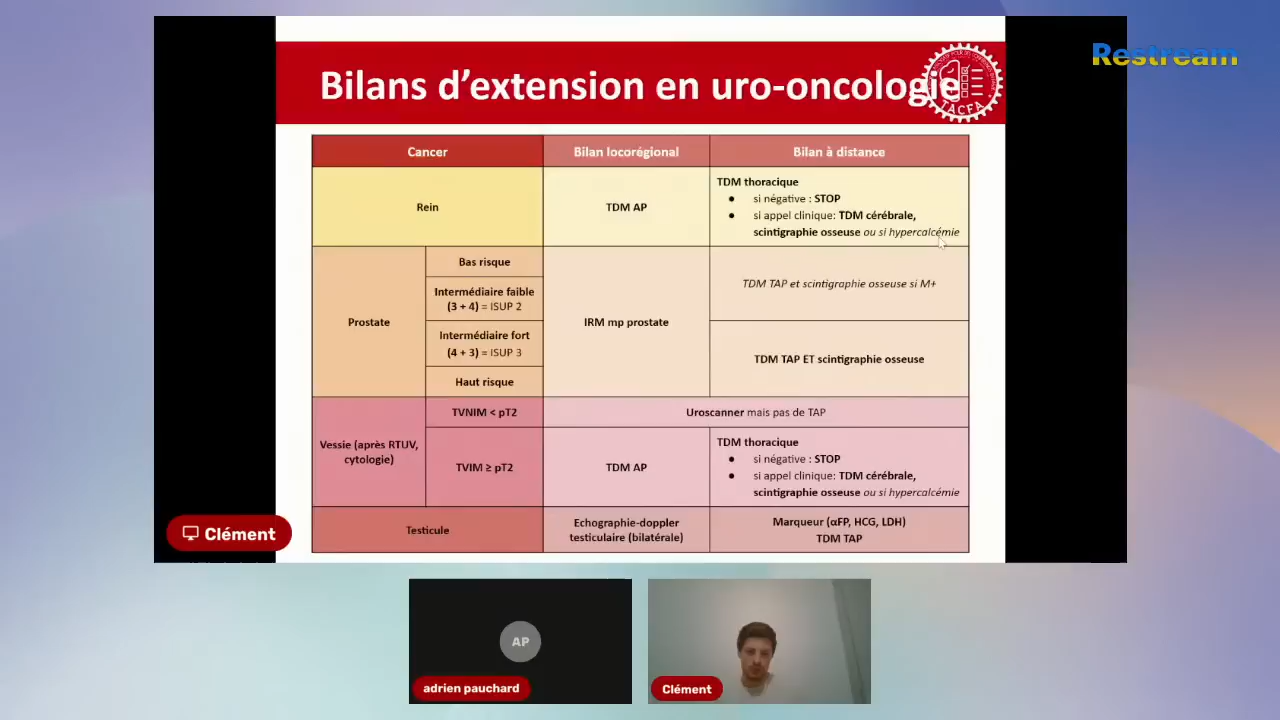 Restream
Bilans d'extension en uro-oncologie
TACFA
Cancer
Bilan locorégional
Bilan à distance
Rein
TDM AP
TDM thoracique
● si négative : STOP
● si appel clinique: TDM cérébrale,
scintigraphie osseuse ou si hypercalcémie
Prostate
Bas risque
Intermédiaire faible
(3 + 4) = ISUP 2
Intermédiaire fort
(4 + 3) = ISUP 3
Haut risque
IRM mp prostate
TDM TAP et scintigraphie osseuse si M+
TDM TAP ET scintigraphie osseuse
Vessie (après RTUV,
cytologie)
TVNIM < pT2
Uroscanner mais pas de TAP
TVIM ≥ pT2
TDM AP
TDM thoracique
● si négative : STOP
● si appel clinique: TDM cérébrale,
scintigraphie osseuse ou si hypercalcémie
Testicule
Echographie-doppler
testiculaire (bilatérale)
Marqueur (αFP, HCG, LDH)
TDM TAP
Clément
AP
adrien pauchard
Clément